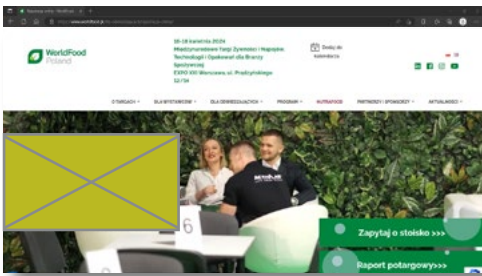 WorldFood
Poland
16-18 kwietnia 2024
Międzynarodowe Targi Żywności i Napojów,
Technologii i Opakowań dla Branży
Spożywczej
EXPO XXI Warszawa, ul. Prądzyńskiego
12/14
Dodaj do
kalendarza
O TARGACH
DLA WYSTAWCÓW
DLA ODWIEDZAJĄCYCH
PROGRAM
NUTRAFOOD
PARTNERZY I SPONSORZY
AKTUALNOŚCI
6
Zapytaj o stoisko >>>
Raport potargowy>>>